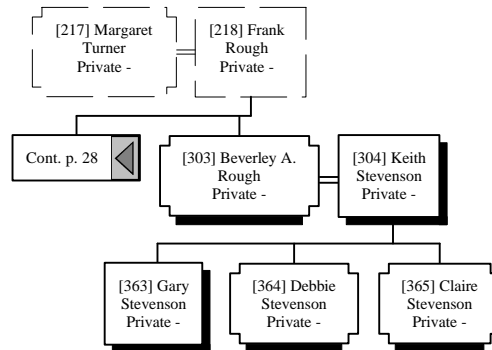 [217] Margaret
Turner
Private -
[218] Frank
Rough
Private -
Cont. p. 28
[303] Beverley A.
Rough
Private -
[304] Keith
Stevenson
Private -
[363] Gary
Stevenson
Private -
[364] Debbie
Stevenson
Private -
[365] Claire
Stevenson
Private -